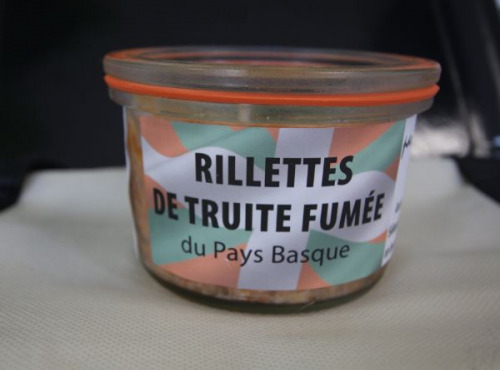 RILLETTES
DE TRUITE FUMÉE
du Pays Basque